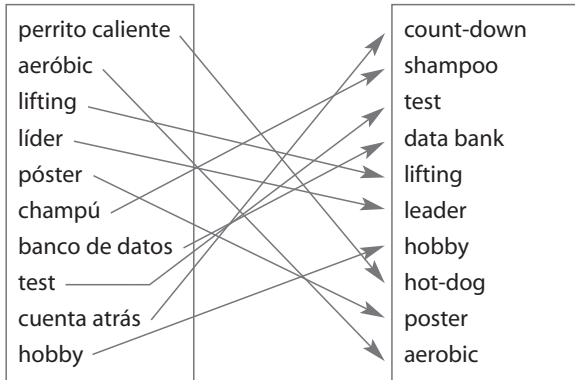 perrito caliente
aeróbic
lifting
líder
póster
champú
banco de datos
test
cuenta atrás
hobby
count-down
shampoo
test
data bank
lifting
leader
hobby
hot-dog
poster
aerobic